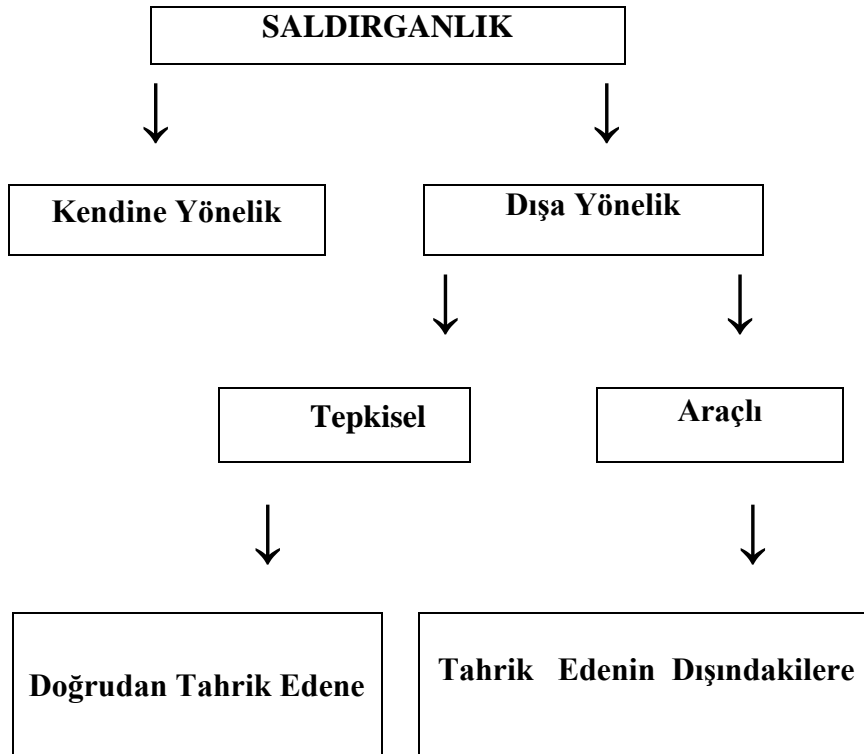 SALDIRGANLIK
Kendine Yönelik
Dışa Yönelik
Tepkisel
Araçlı
Doğrudan Tahrik Edene
Tahrik Edenin Dışındakilere